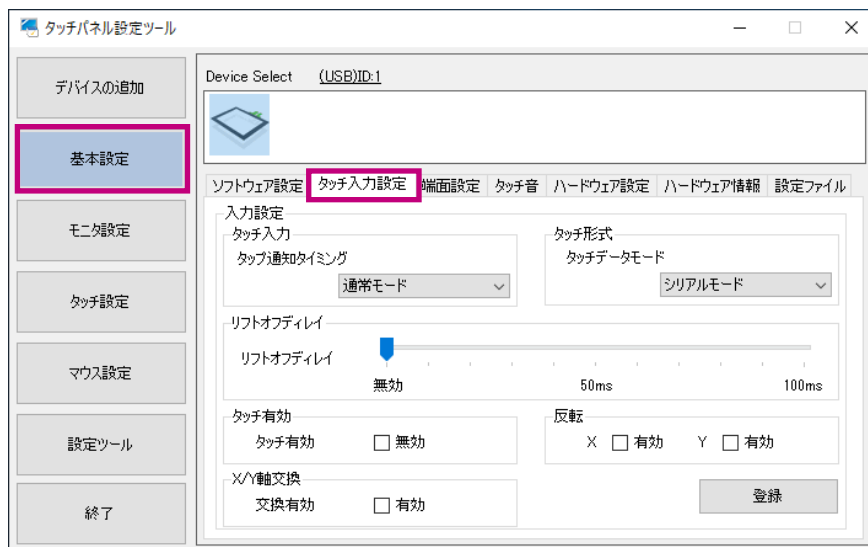 タッチパネル設定ツール
デバイスの追加
基本設定
モニタ設定
タッチ設定
マウス設定
設定ツール
終了
Device Select (USB)ID:1
ソフトウェア設定 タッチ入力設定 端面設定 タッチ音 ハードウェア設定 ハードウェア情報 設定ファイル
入力設定
タッチ入力
タップ通知タイミング
通常モード
タッチ形式
タッチデータモード
シリアルモード
リフトオフディレイ
リフトオフディレイ
無効 50ms 100ms
タッチ有効
タッチ有効 無効
反転
X 有効 Y 有効
X/Y軸交換
交換有効 有効
登録